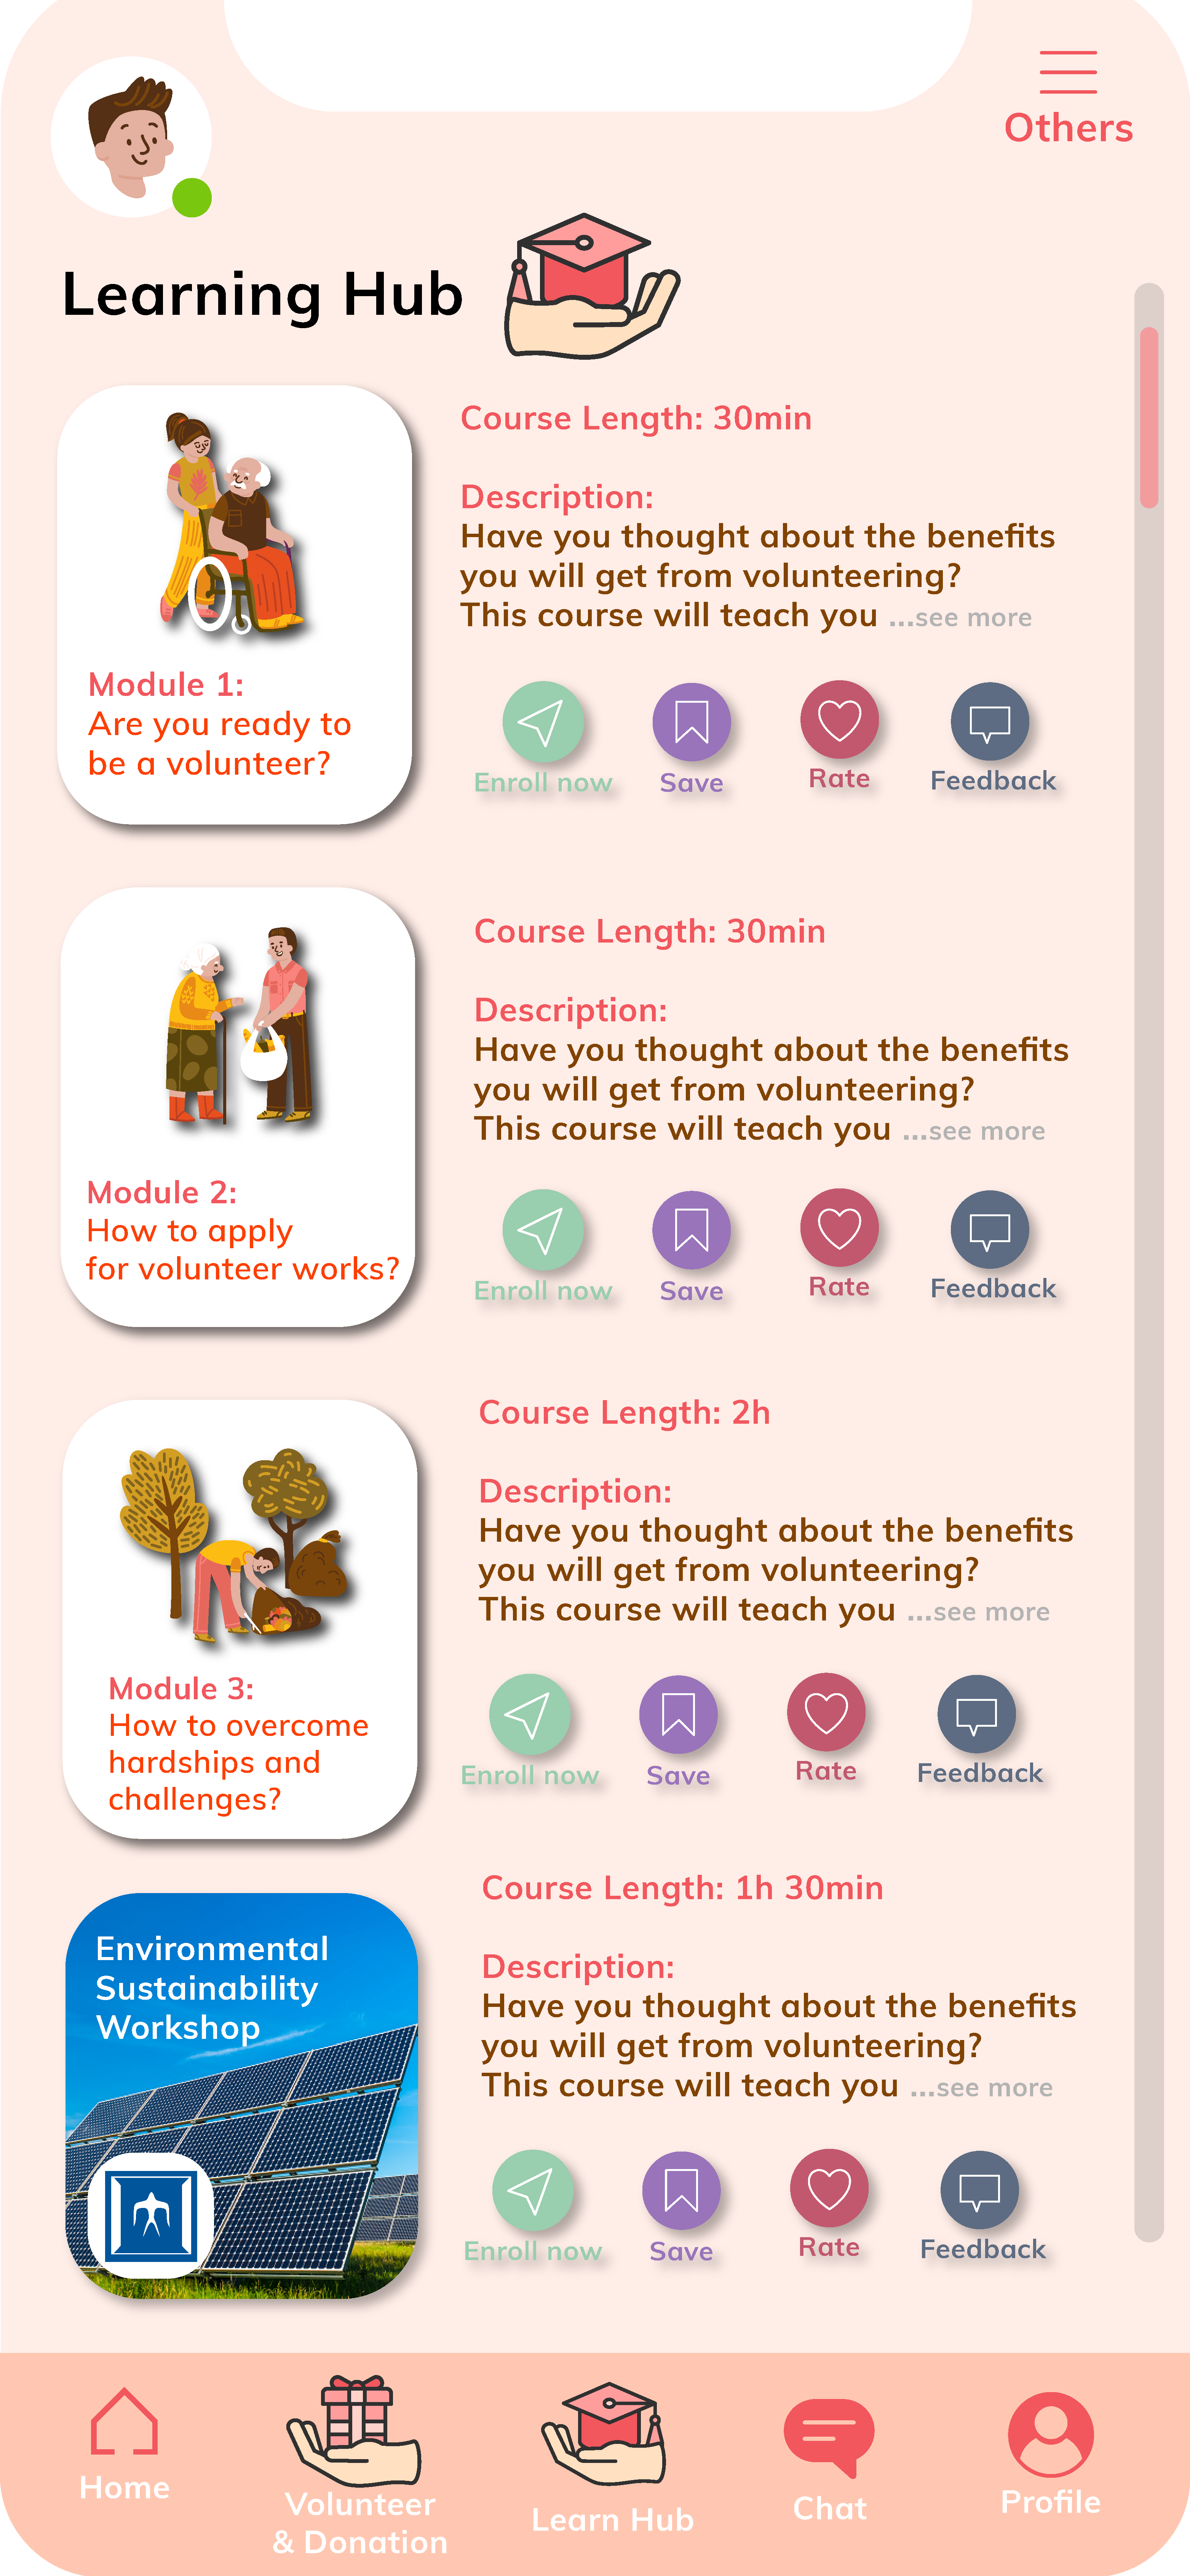 Others
Learning Hub
Module 1:
Are you ready to
be a volunteer?
Course Length: 30min
Description:
Have you thought about the benefits
you will get from volunteering?
This course will teach you ...see more
Enroll now
Save
Rate
Feedback
Module 2:
How to apply
for volunteer works?
Course Length: 30min
Description:
Have you thought about the benefits
you will get from volunteering?
This course will teach you ...see more
Enroll now
Save
Rate
Feedback
Module 3:
How to overcome
hardships and
challenges?
Course Length: 2h
Description:
Have you thought about the benefits
you will get from volunteering?
This course will teach you ...see more
Enroll now
Save
Rate
Feedback
Environmental
Sustainability
Workshop
Course Length: 1h 30min
Description:
Have you thought about the benefits
you will get from volunteering?
This course will teach you ...see more
Enroll now
Save
Rate
Feedback
Home
Volunteer
& Donation
Learn Hub
Chat
Profile